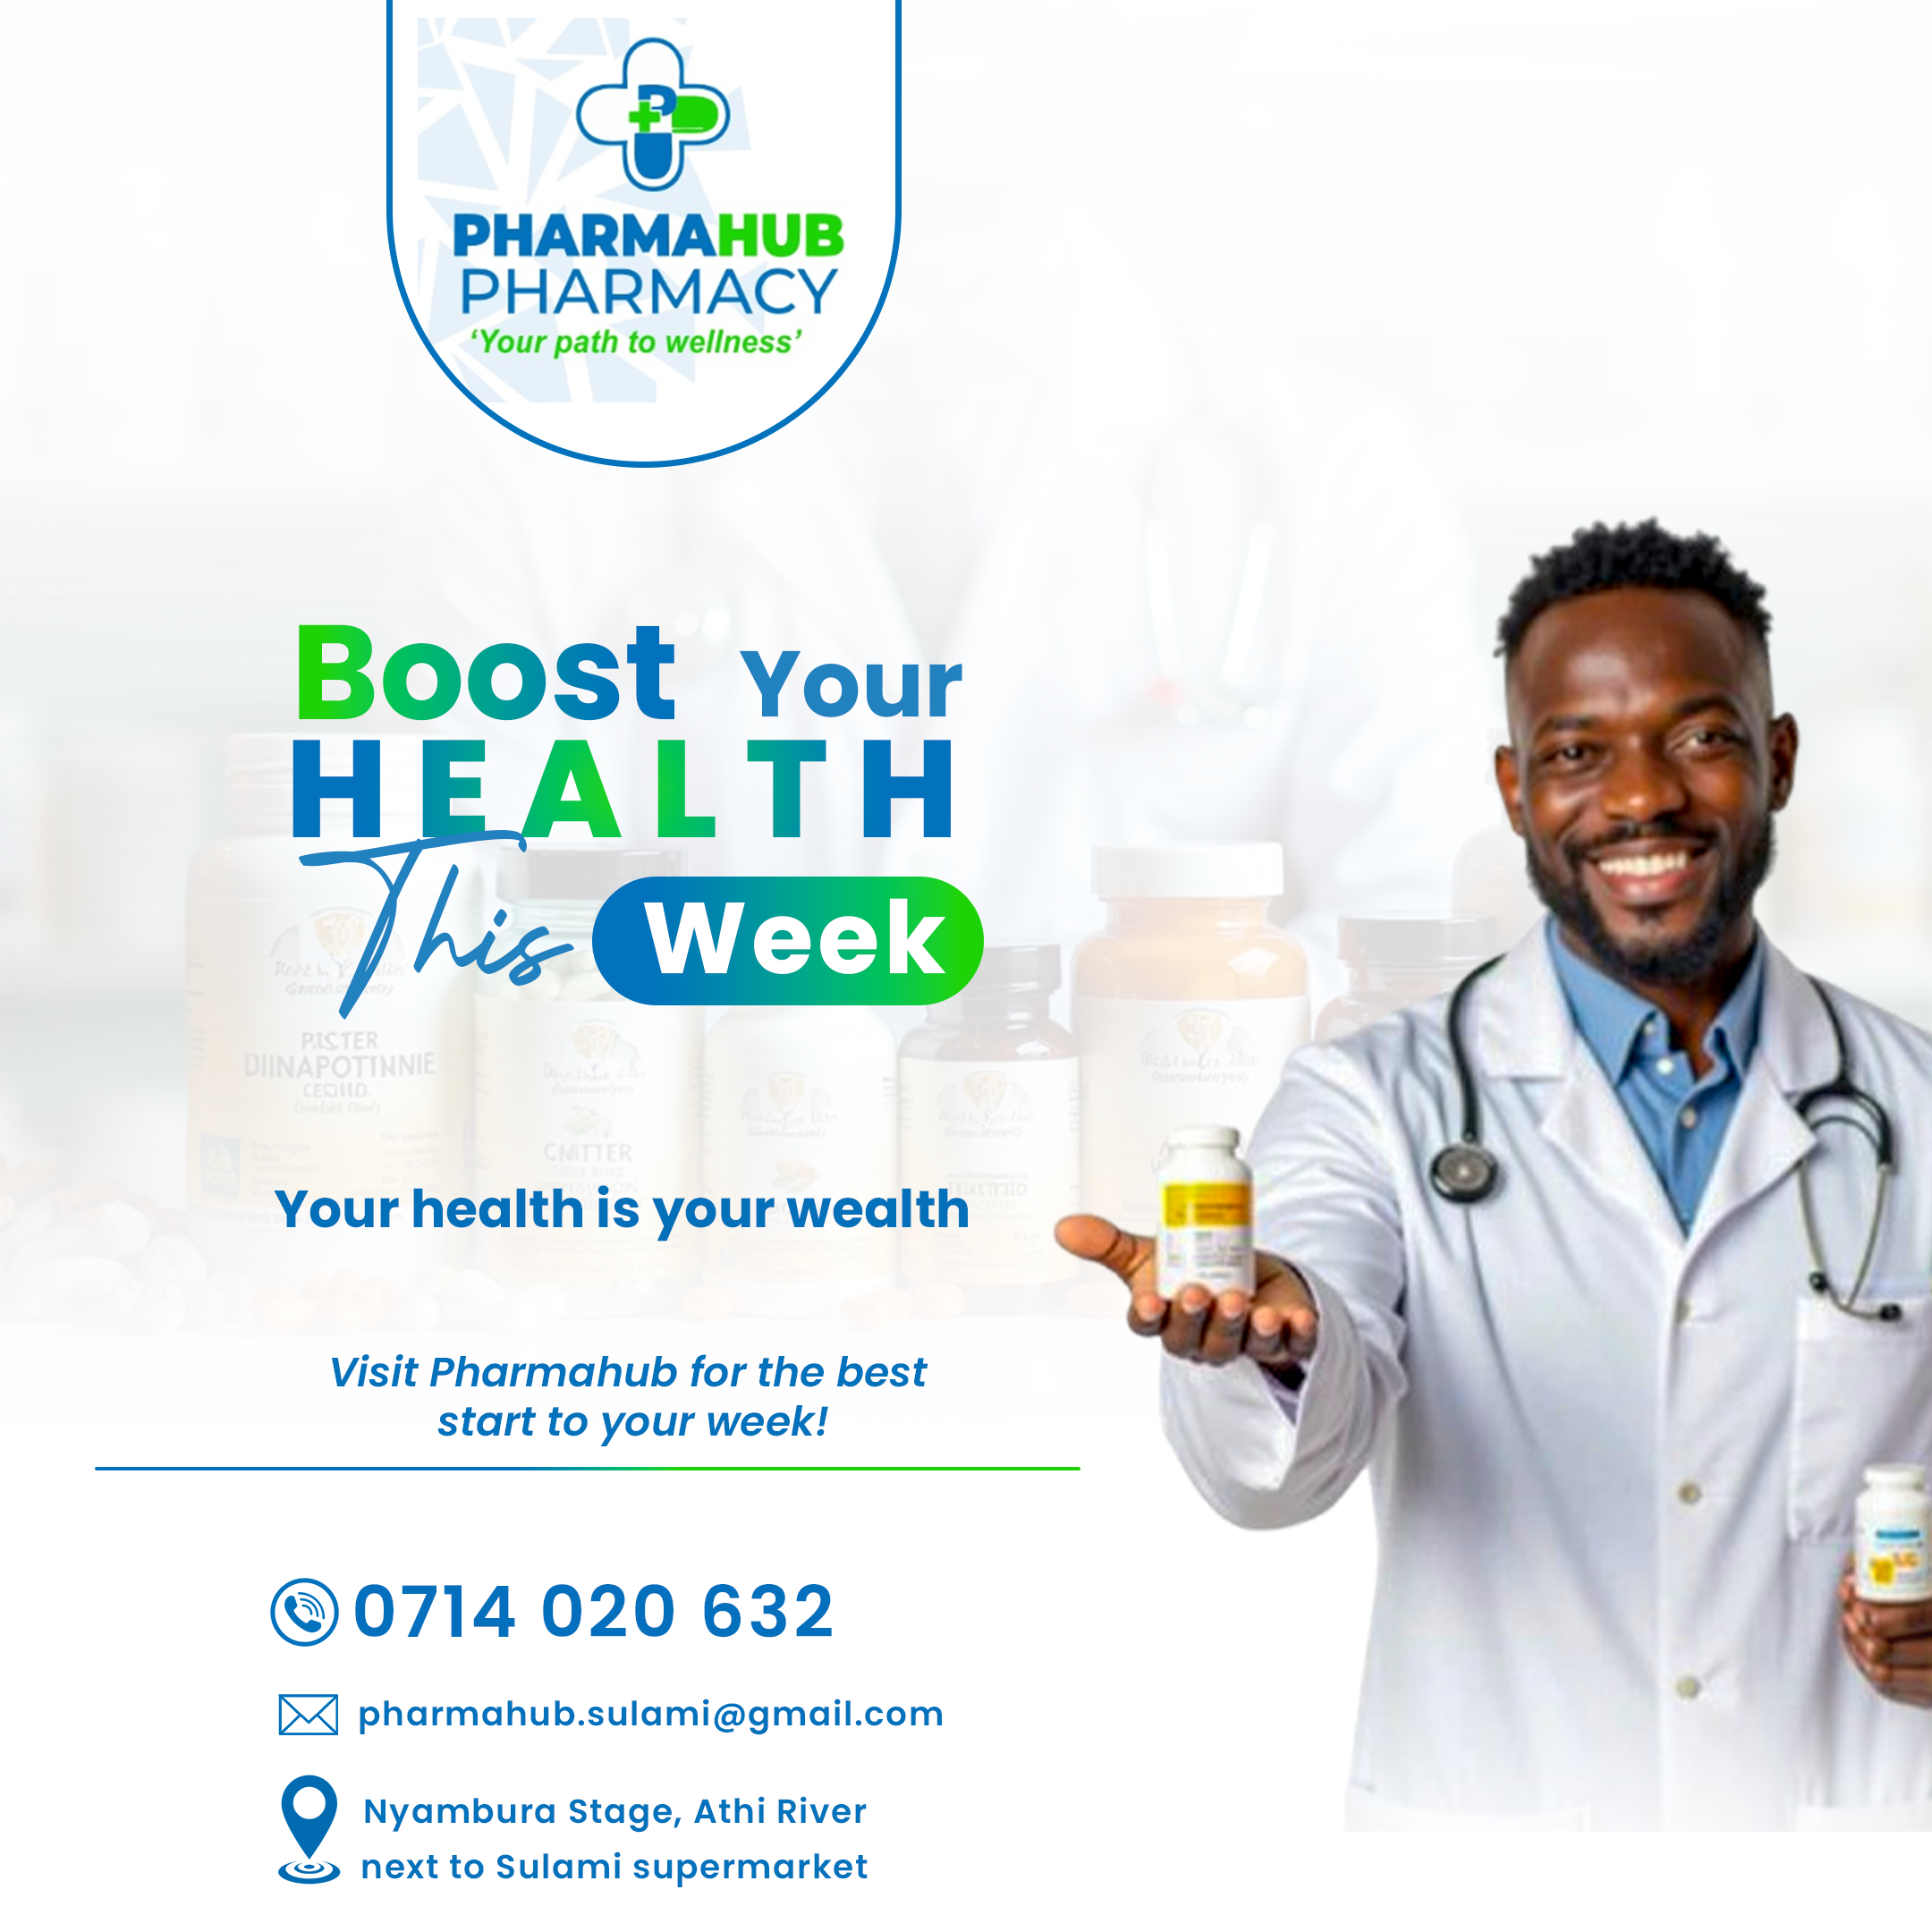 PHARMAHUB
PHARMACY
‘Your path to wellness’
Boost Your
HEALTH
This Week
PICTER
CMTTER
Your health is your wealth
Visit Pharmahub for the best
start to your week!
0714 020 632
pharmahub.sulami@gmail.com
Nyambura Stage, Athi River
next to Sulami supermarket